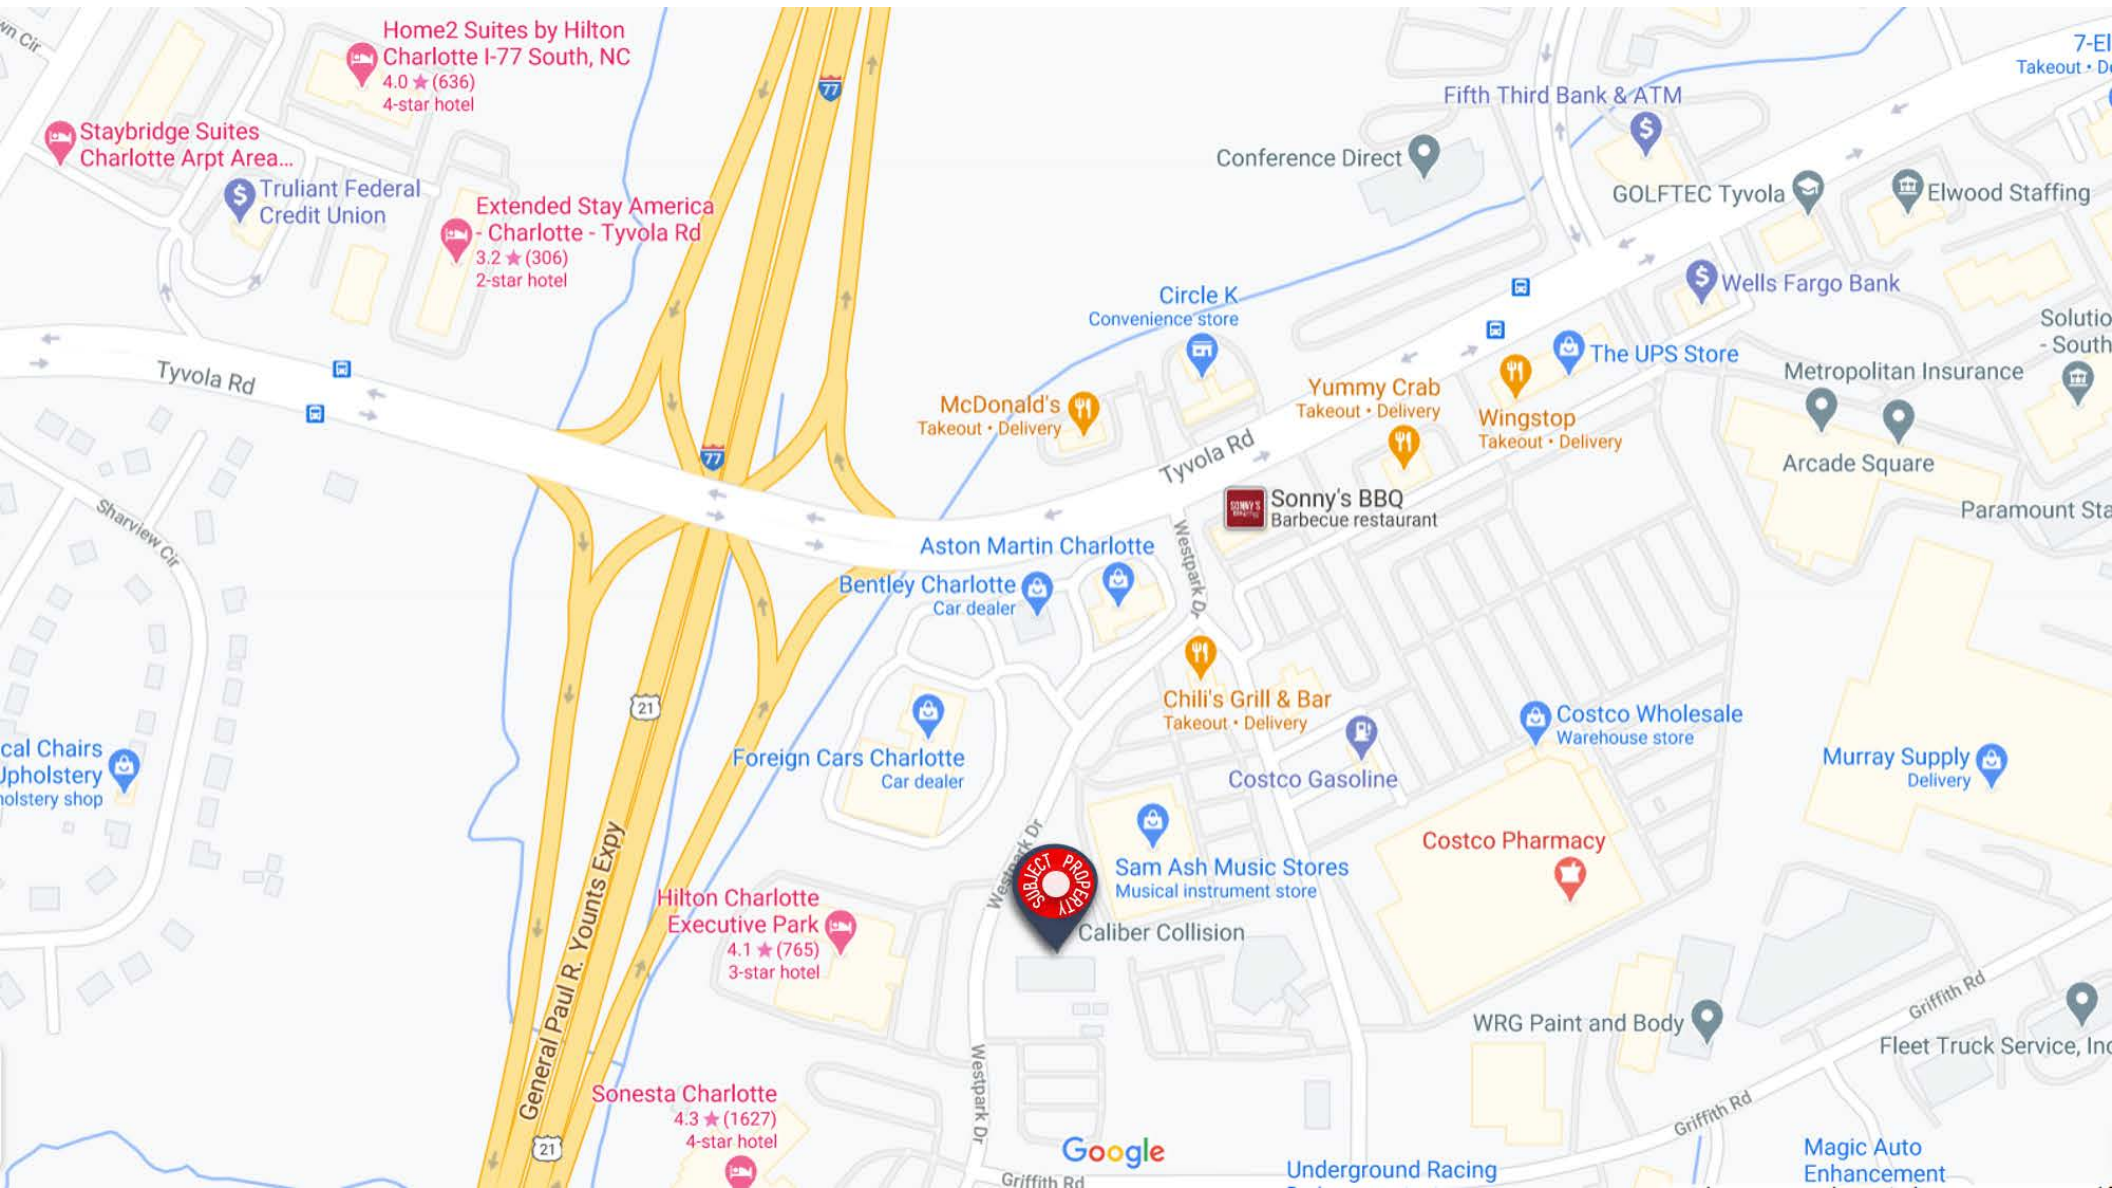 Home2 Suites by Hilton
Charlotte I-77 South, NC
4.0 ★ (636)
4-star hotel
Staybridge Suites
Charlotte Arpt Area...
Truliant Federal
Credit Union
Extended Stay America
- Charlotte - Tyvola Rd
3.2 ★ (306)
2-star hotel
77
Fifth Third Bank & ATM
Takeout •
Conference Direct
GOLFTEC Tyvola
Elwood Staffing
Wells Fargo Bank
Circle K
Convenience store
The UPS Store
- South
Metropolitan Insurance
Yummy Crab
Takeout • Delivery
Wingstop
Takeout • Delivery
McDonald's
Takeout • Delivery
Tyvola Rd
77
Tyvola Rd
Arcade Square
Paramount
SONNY'S
Sonny's BBQ
Barbecue restaurant
Sharview Cir
Westpark Dr
Aston Martin Charlotte
Bentley Charlotte
Car dealer
Chili's Grill & Bar
Takeout • Delivery
21
Costco Wholesale
Warehouse store
Foreign Cars Charlotte
Car dealer
Costco Gasoline
Murray Supply
Delivery
Chairs
Upholstery
shop
Costco Pharmacy
General Paul R. Younts Expy
Westpark Dr
SUBJECT PROPERTY
Sam Ash Music Stores
Musical instrument store
Caliber Collision
Hilton Charlotte
Executive Park
4.1 ★ (765)
3-star hotel
Griffith Rd
WRG Paint and Body
Fleet Truck Service, Inc
Westpark Dr
Sonesta Charlotte
4.3 ★ (1627)
4-star hotel
21
Griffith Rd
Google
Griffith Rd
Underground Racing
Magic Auto
Enhancement